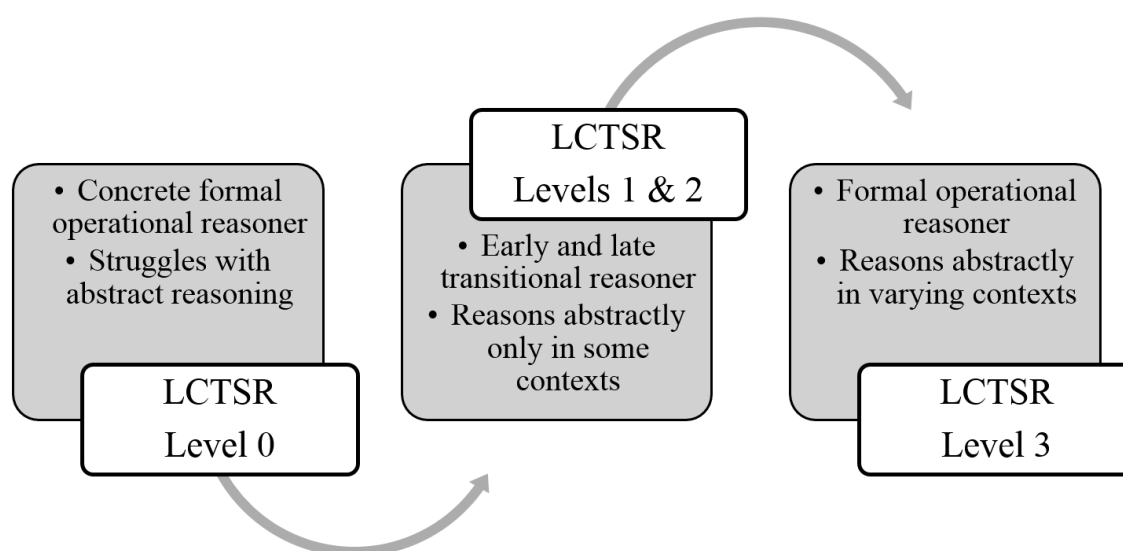 • Concrete formal
operational reasoner
• Struggles with
abstract reasoning
LCTSR
Level 0
LCTSR
Levels 1 & 2
• Early and late
transitional reasoner
• Reasons abstractly
only in some
contexts
• Formal operational
reasoner
• Reasons abstractly
in varying contexts
LCTSR
Level 3